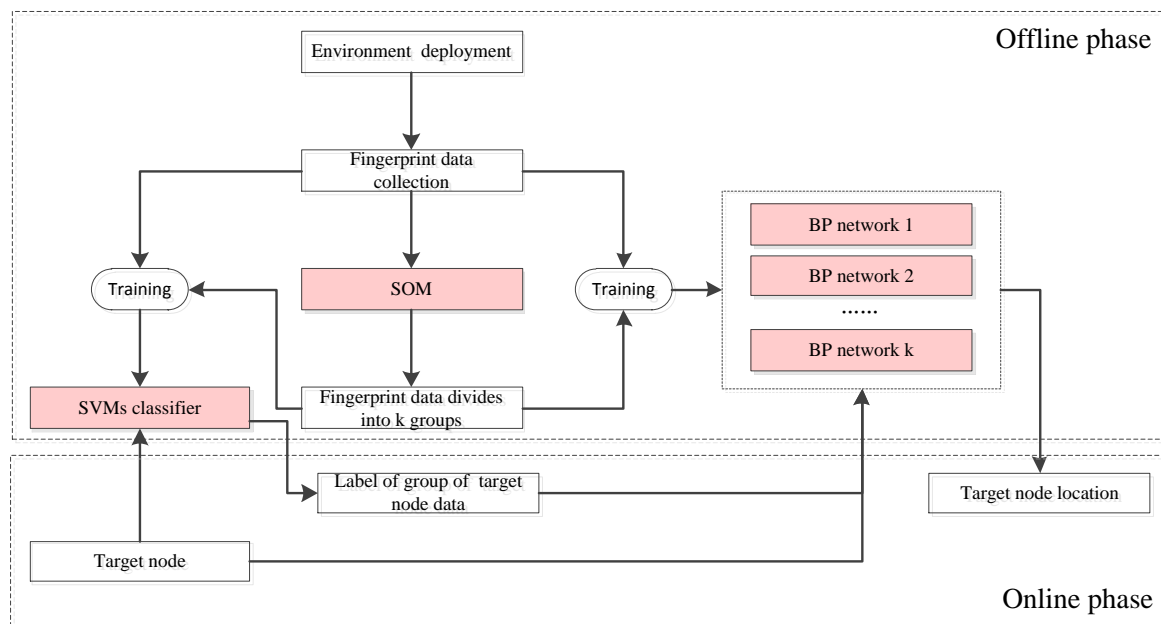 Offline phase
Environment deployment
Fingerprint data
collection
BP network 1
Training
SOM
Training
BP network 2
......
BP network k
SVMs classifier
Fingerprint data divides
into k groups
Label of group of target
node data
Target node location
Target node
Online phase